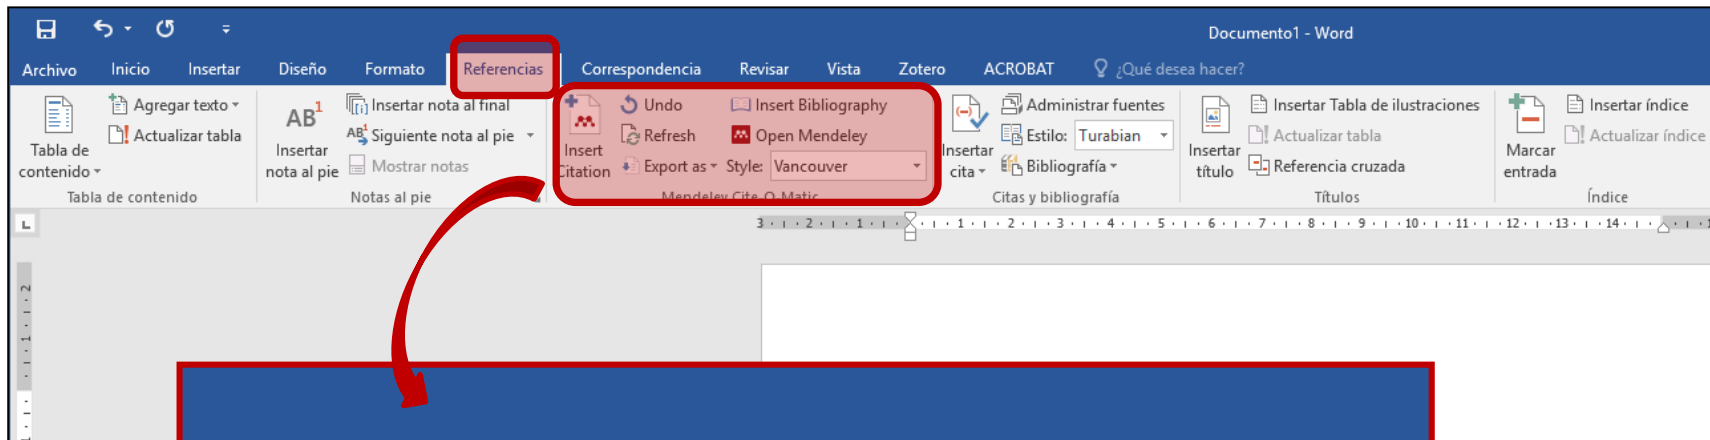 Documento1 - Word
Archivo Inicio Insertar Diseño Formato Referencias Correspondencia Revisar Vista Zotero ACROBAT ¿Qué desea hacer?
Tabla de contenido
Agregar texto
Actualizar tabla
Tabla de contenido
AB1
Insertar nota al pie
Insertar nota al final
Siguiente nota al pie
Mostrar notas
Notas al pie
Insert Citation
Undo
Refresh
Export as
Insert Bibliography
Open Mendeley
Style: Vancouver
Mendeley Cite-O-Matic
Insertar cita
Administrar fuentes
Estilo: Turabian
Bibliografía
Citas y bibliografía
Insertar título
Insertar Tabla de ilustraciones
Actualizar tabla
Referencia cruzada
Títulos
Marcar entrada
Insertar índice
Actualizar índice
Índice
3 2 1 1 2 3 4 5 6 7 8 9 10 11 12 13 14
2
1